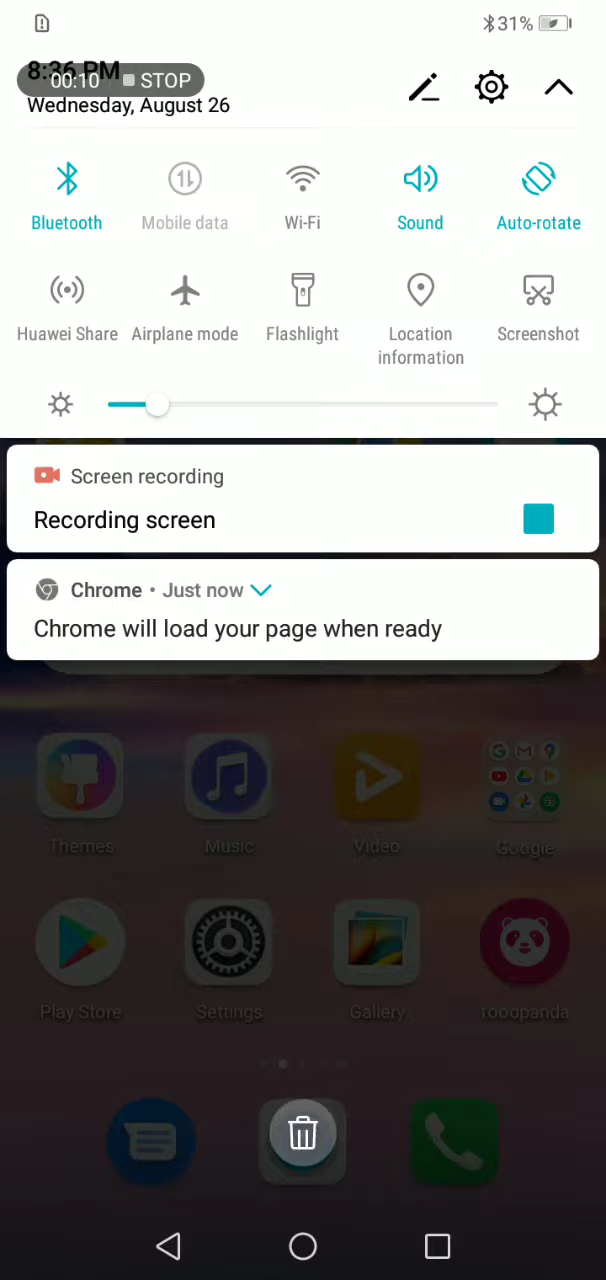 31%
8:36 PM
00:10 STOP
Wednesday, August 26
Bluetooth
Mobile data
Wi-Fi
Sound
Auto-rotate
Huawei Share
Airplane mode
Flashlight
Location
information
Screenshot
Screen recording
Recording screen
Chrome • Just now
Chrome will load your page when ready
Themes
Music
Video
Google
Play Store
Settings
Gallery
foodpanda